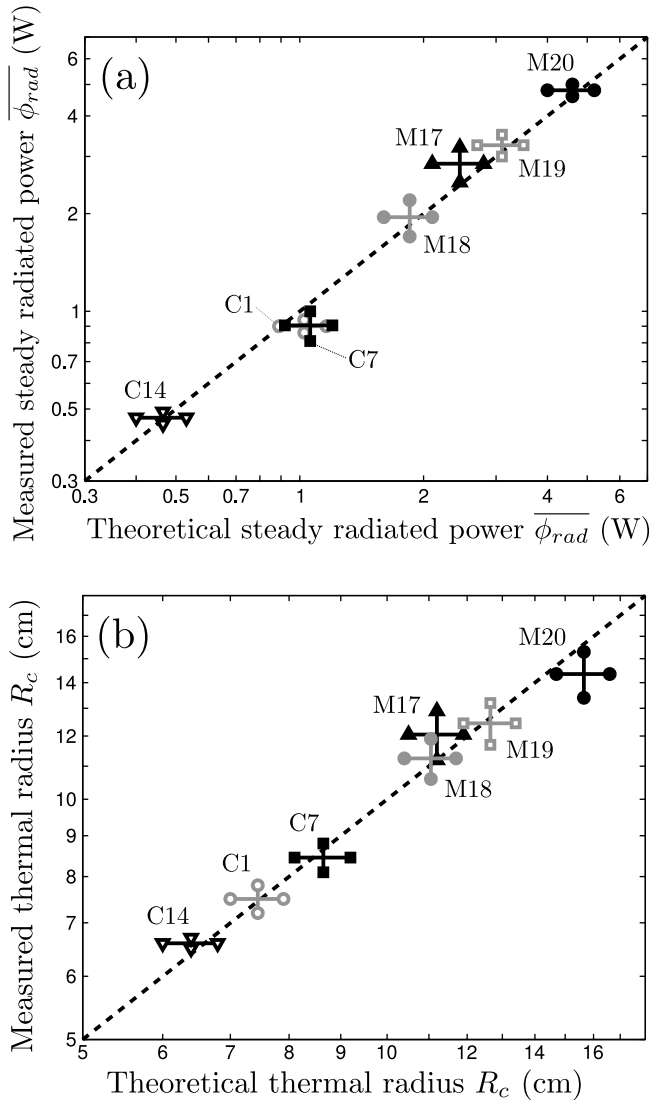 (a)
Measured steady radiated power $\overline{\phi_{rad}}$ (W)
6
4
2
1
0.7
0.5
0.3
M20
M17
M19
M18
C1
C7
C14
0.3 0.5 0.7 1 2 4 6
Theoretical steady radiated power $\overline{\phi_{rad}}$ (W)
(b)
Measured thermal radius $R_c$ (cm)
16
14
12
10
9
8
7
6
5
M20
M17
M19
M18
C7
C1
C14
5 6 7 8 9 10 12 14 16
Theoretical thermal radius $R_c$ (cm)